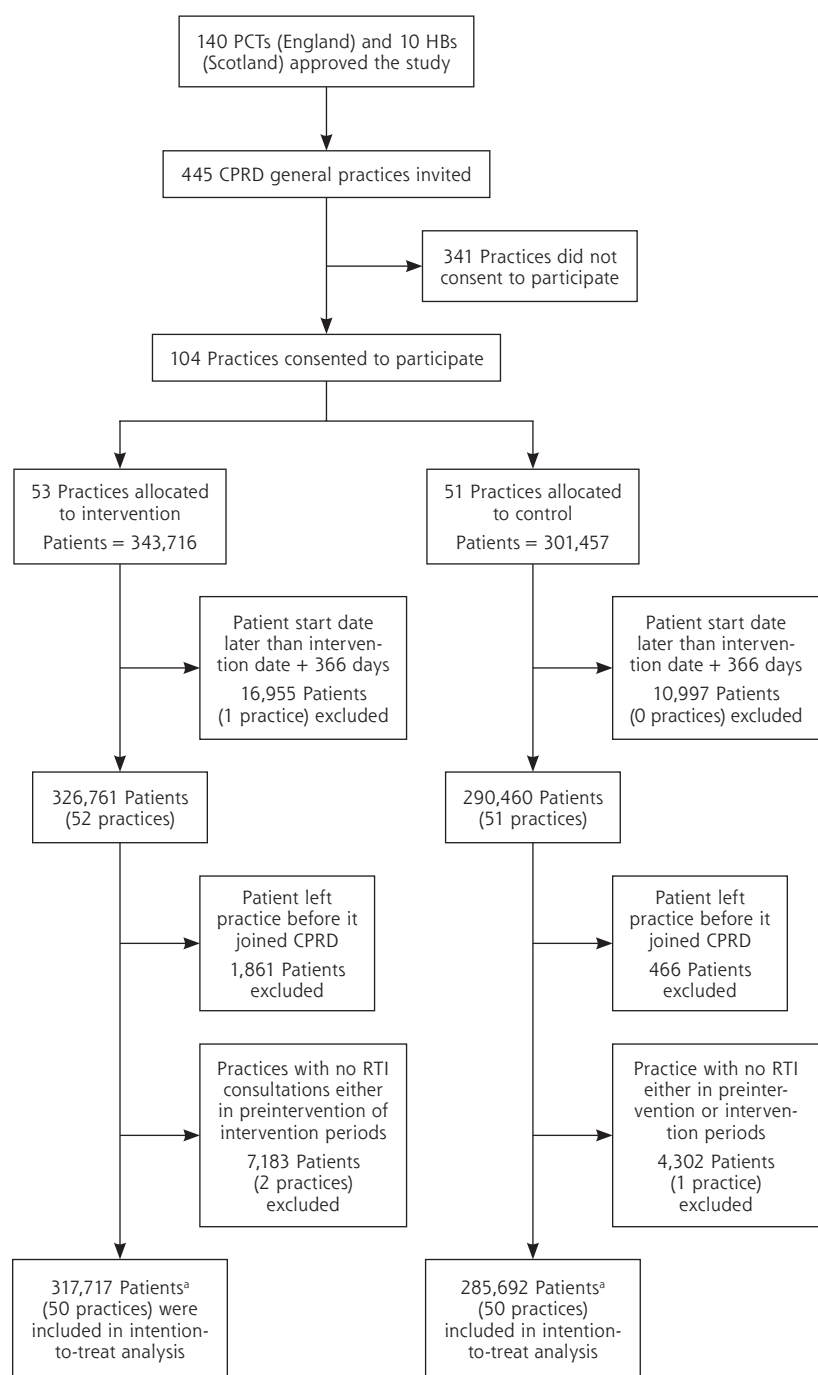 140 PCTs (England) and 10 HBs
(Scotland) approved the study
445 CPRD general practices invited
341 Practices did not
consent to participate
104 Practices consented to participate
53 Practices allocated
to intervention
Patients = 343,716
51 Practices allocated
to control
Patients = 301,457
Patient start date
later than interven-
tion date + 366 days
16,955 Patients
(1 practice) excluded
Patient start date
later than interven-
tion date + 366 days
10,997 Patients
(0 practices) excluded
326,761 Patients
(52 practices)
290,460 Patients
(51 practices)
Patient left
practice before it
joined CPRD
1,861 Patients
excluded
Patient left
practice before it
joined CPRD
466 Patients
excluded
Practices with no RTI
consultations either
in preintervention of
intervention periods
7,183 Patients
(2 practices)
excluded
Practice with no RTI
either in preinter-
vention or interven-
tion periods
4,302 Patients
(1 practice)
excluded
317,717 Patientsᵃ
(50 practices) were
included in intention-
to-treat analysis
285,692 Patientsᵃ
(50 practices)
included in intention-
to-treat analysis